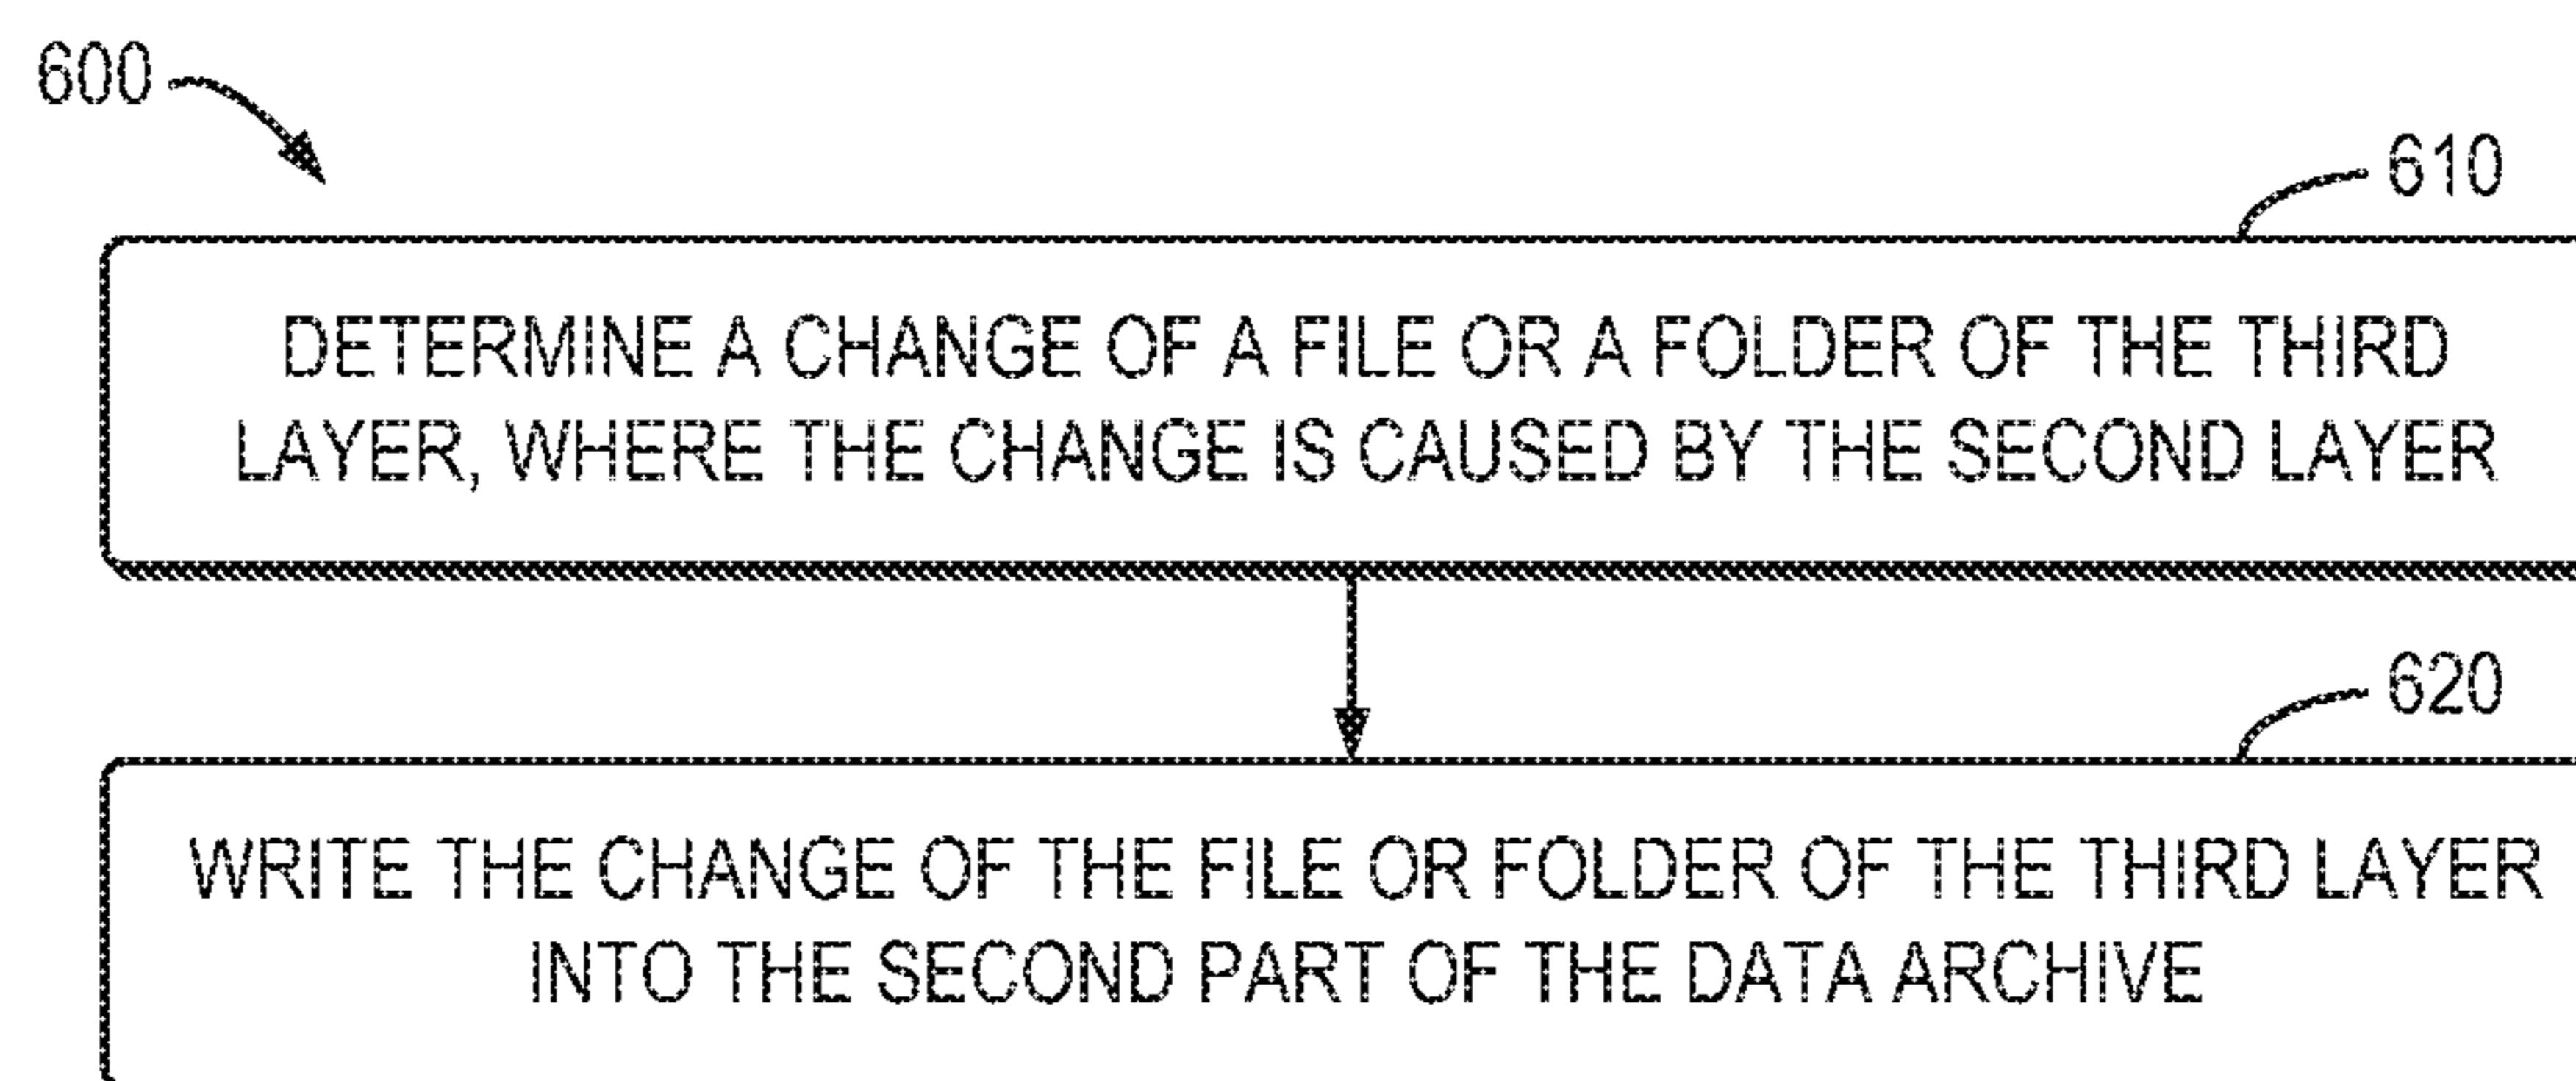 600
610
DETERMINE A CHANGE OF A FILE OR A FOLDER OF THE THIRD
LAYER, WHERE THE CHANGE IS CAUSED BY THE SECOND LAYER
620
WRITE THE CHANGE OF THE FILE OR FOLDER OF THE THIRD LAYER
INTO THE SECOND PART OF THE DATA ARCHIVE